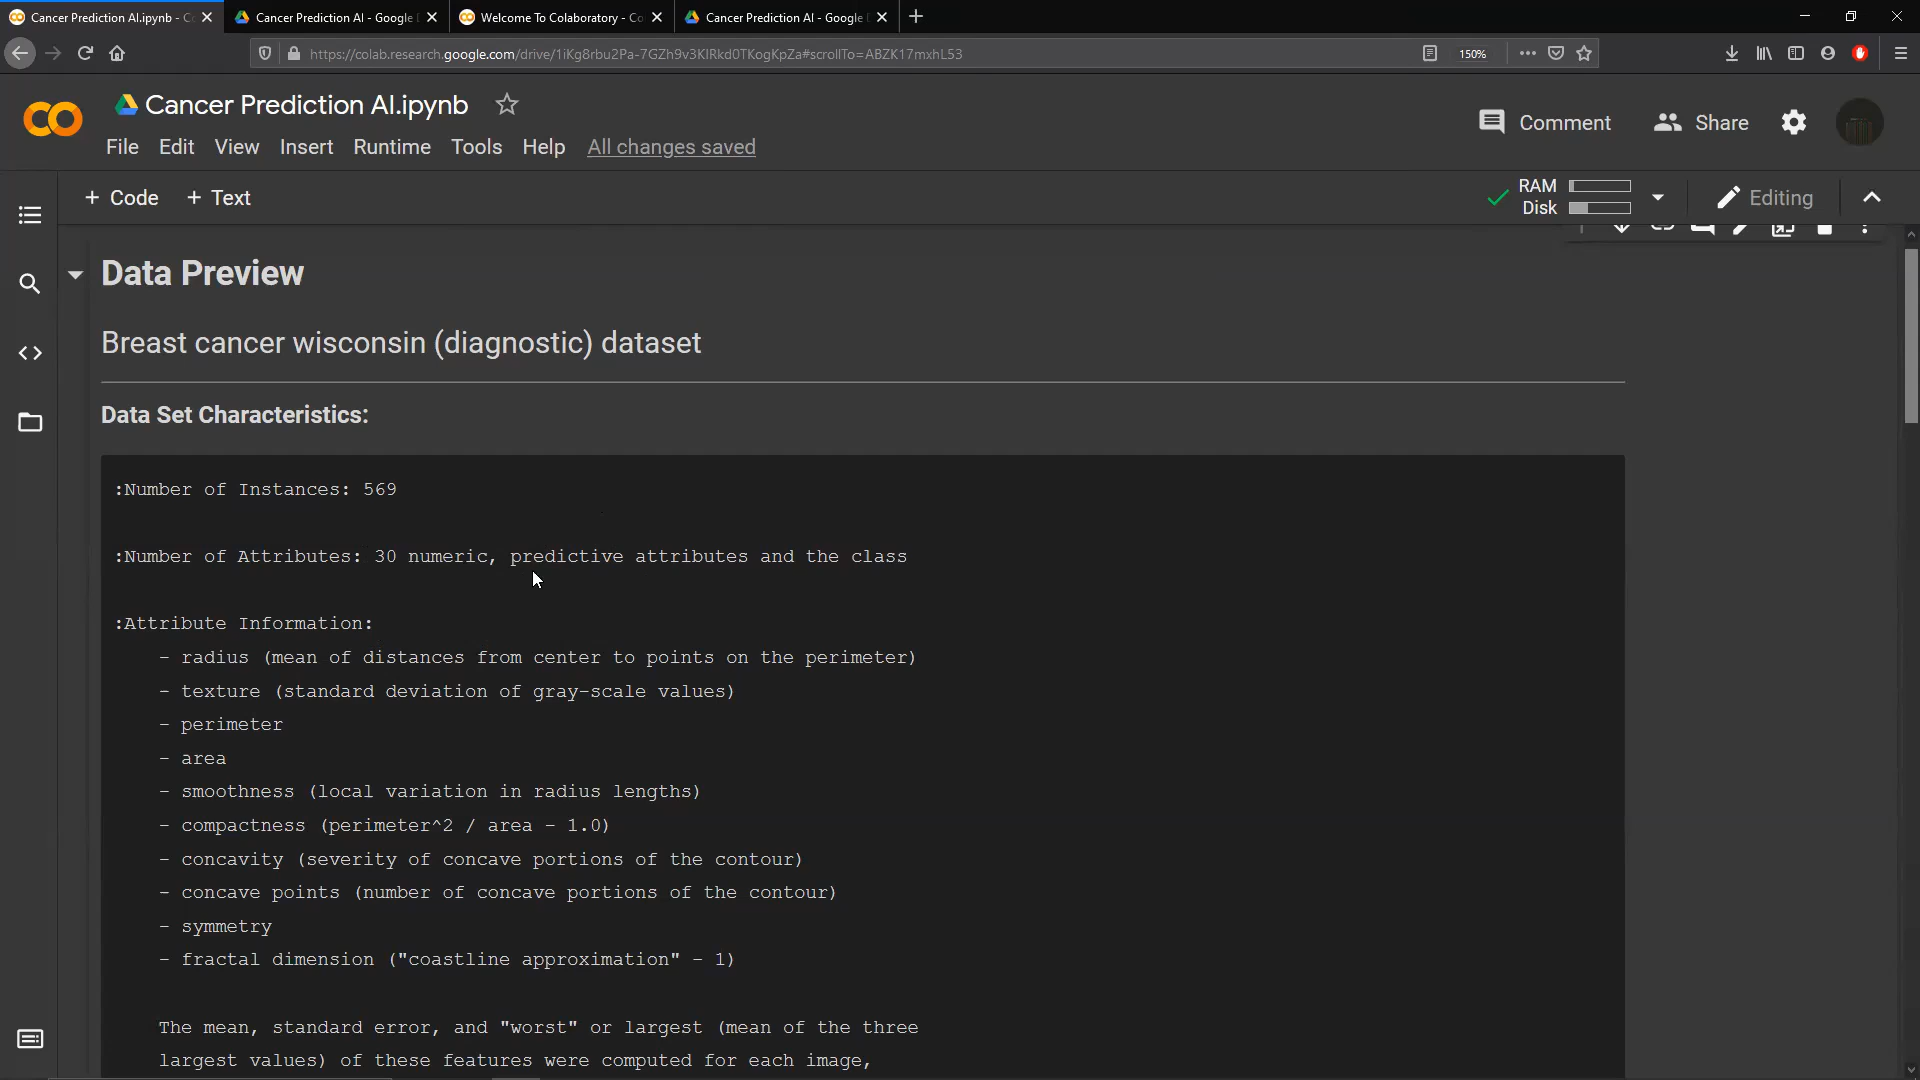 Cancer Prediction AI.ipynb - Co
Cancer Prediction AI - Google
Welcome To Colaboratory - Co
Cancer Prediction AI - Google
https://colab.research.google.com/drive/1iKg8rbu2Pa-7GZh9v3KIRkd0TKogKpZa#scrollTo=ABZK17mxhL53
150%
Cancer Prediction AI.ipynb
Comment
Share
File Edit View Insert Runtime Tools Help All changes saved
+ Code + Text
RAM
Disk
Editing
Data Preview
Breast cancer wisconsin (diagnostic) dataset
Data Set Characteristics:
:Number of Instances: 569
:Number of Attributes: 30 numeric, predictive attributes and the class
:Attribute Information:
- radius (mean of distances from center to points on the perimeter)
- texture (standard deviation of gray-scale values)
- perimeter
- area
- smoothness (local variation in radius lengths)
- compactness (perimeter^2 / area - 1.0)
- concavity (severity of concave portions of the contour)
- concave points (number of concave portions of the contour)
- symmetry
- fractal dimension ("coastline approximation" - 1)
The mean, standard error, and "worst" or largest (mean of the three
largest values) of these features were computed for each image,